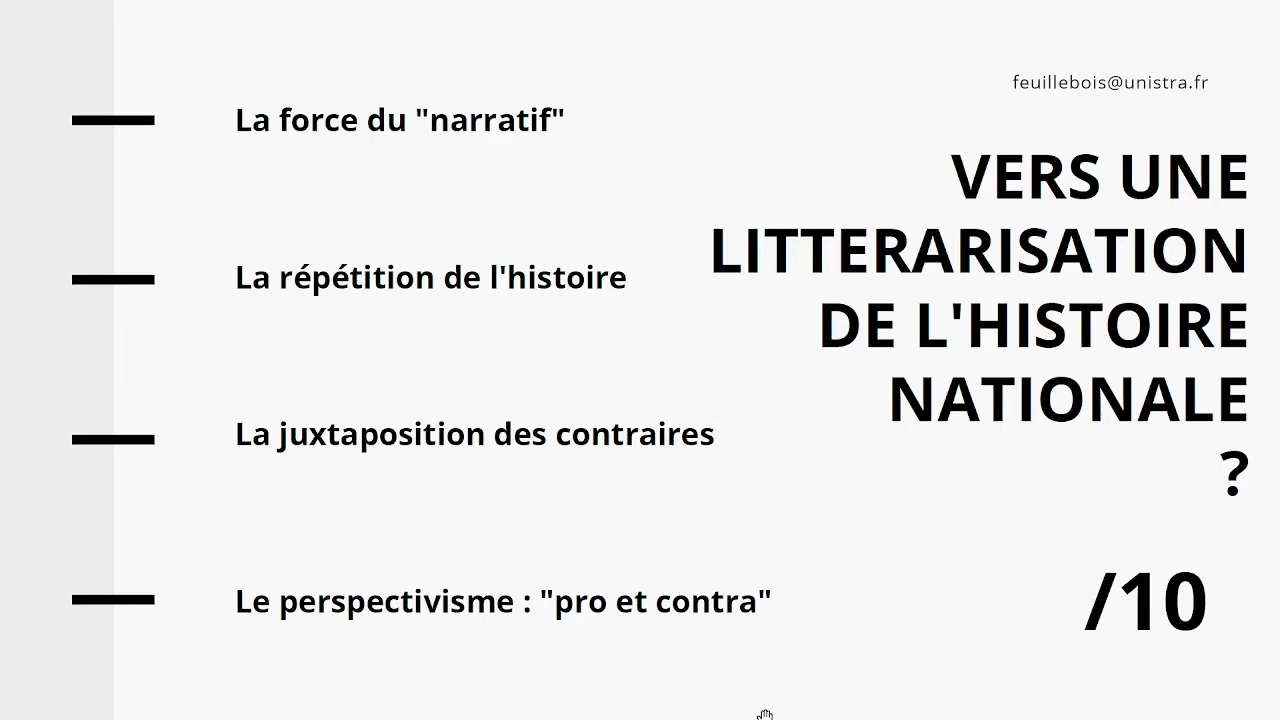 feuillebois@unistra.fr
VERS UNE
LITTERARISATION
DE L'HISTOIRE
NATIONALE
?
La force du "narratif"
La répétition de l'histoire
La juxtaposition des contraires
Le perspectivisme : "pro et contra"
/10